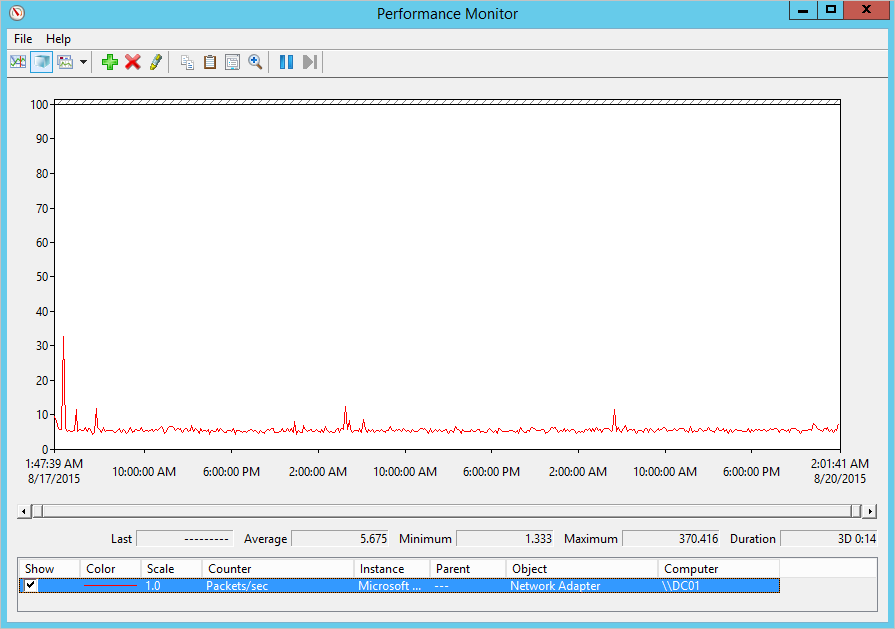 Performance Monitor
File Help
100
90
80
70
60
50
40
30
20
10
0
1:47:39 AM 10:00:00 AM 6:00:00 PM 2:00:00 AM 10:00:00 AM 6:00:00 PM 2:00:00 AM 10:00:00 AM 6:00:00 PM 2:01:41 AM
8/17/2015 8/20/2015
Last --------- Average 5.675 Minimum 1.333 Maximum 370.416 Duration 3D 0:14
Show Color Scale Counter Instance Parent Object Computer
1.0 Packets/sec Microsoft ... --- Network Adapter \\DC01